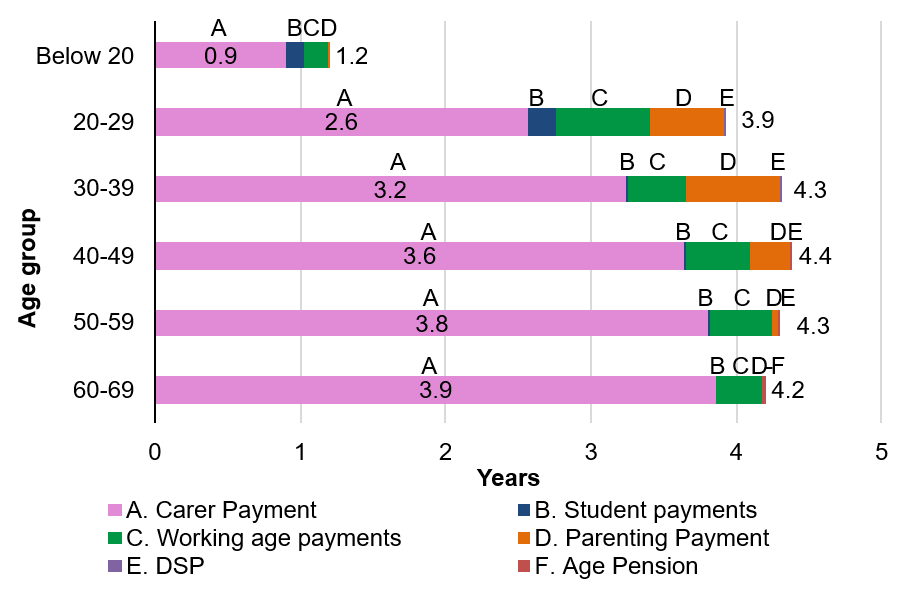 A BCD
Below 20 0.9 1.2
A B C D E
20-29 2.6 3.9
A B C D E
30-39 3.2 4.3
A B C DE
40-49 3.6 4.4
A B C DE
50-59 3.8 4.3
A B C D-F
60-69 3.9 4.2
Age group
0 1 2 3 4 5
Years
A. Carer Payment B. Student payments
C. Working age payments D. Parenting Payment
E. DSP F. Age Pension